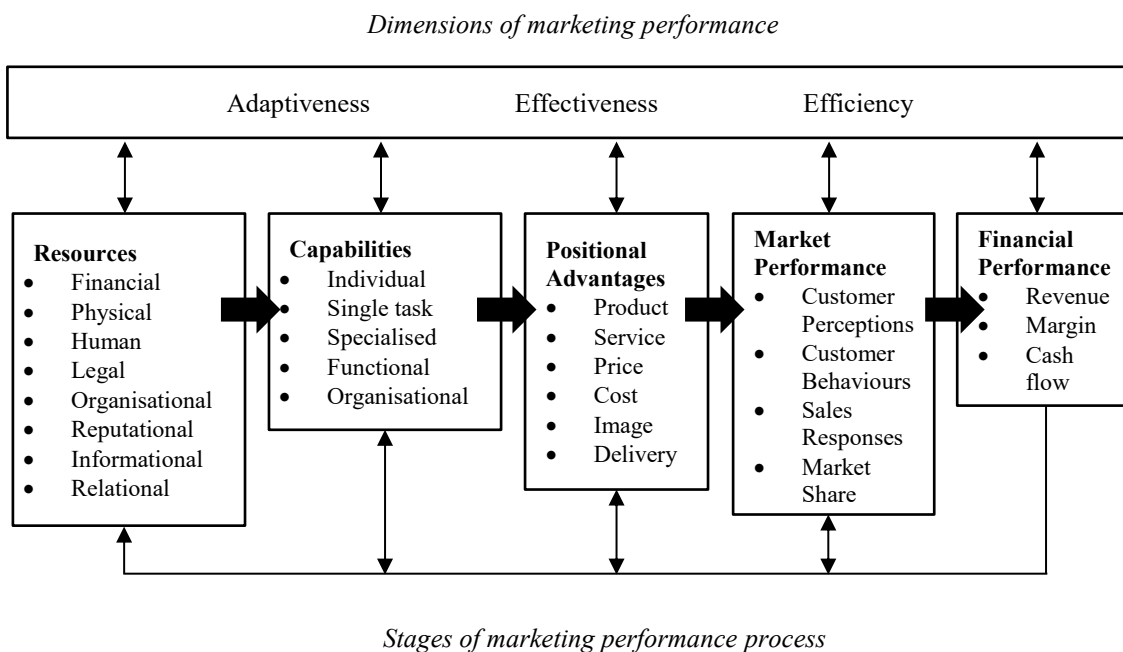 Dimensions of marketing performance
Adaptiveness Effectiveness Efficiency
Resources
• Financial
• Physical
• Human
• Legal
• Organisational
• Reputational
• Informational
• Relational
Capabilities
• Individual
• Single task
• Specialised
• Functional
• Organisational
Positional
Advantages
• Product
• Service
• Price
• Cost
• Image
• Delivery
Market
Performance
• Customer
Perceptions
• Customer
Behaviours
• Sales
Responses
• Market
Share
Financial
Performance
• Revenue
• Margin
• Cash
flow
Stages of marketing performance process